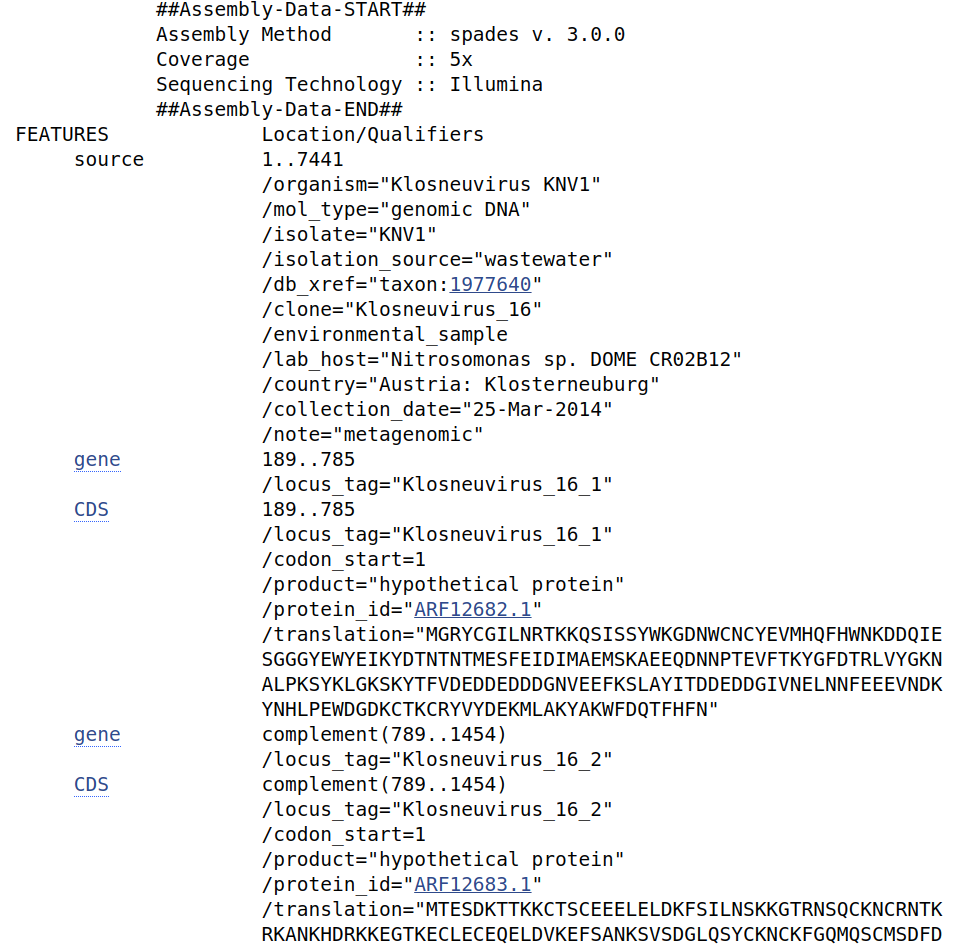 ##Assembly-Data-START##
Assembly Method       :: spades v. 3.0.0
Coverage              :: 5x
Sequencing Technology :: Illumina
##Assembly-Data-END##
FEATURES             Location/Qualifiers
source          1..7441
/organism="Klosneuvirus KNV1"
/mol_type="genomic DNA"
/isolate="KNV1"
/isolation_source="wastewater"
/db_xref="taxon:1977640"
/clone="Klosneuvirus_16"
/environmental_sample
/lab_host="Nitrosomonas sp. DOME CR02B12"
/country="Austria: Klosterneuburg"
/collection_date="25-Mar-2014"
/note="metagenomic"
gene            189..785
/locus_tag="Klosneuvirus_16_1"
CDS             189..785
/locus_tag="Klosneuvirus_16_1"
/codon_start=1
/product="hypothetical protein"
/protein_id="ARF12682.1"
/translation="MGRYCGILNRTKKQSISSYWKGDNWCNCYEVMHQFHWNKDDQIE
SGGGYEWYEIKYDTNTNTMESFEIDIMAEMSKAEEQDNNPTEVFTKYGFDTRLVYGKN
ALPKSYKLGKSKYTFVDEDDEDDDGNVEEFKSLAYITDDEDDGIVNELNNFEEEVNDK
YNHLPEWDGDKCTKCRYVYDEKMLAKYAKWFDQTFHFN"
gene            complement(789..1454)
/locus_tag="Klosneuvirus_16_2"
CDS             complement(789..1454)
/locus_tag="Klosneuvirus_16_2"
/codon_start=1
/product="hypothetical protein"
/protein_id="ARF12683.1"
/translation="MTESDKTTKKCTSCEEELELDKFSILNSKKGTRNSQCKNCRNTK
RKANKHDRKKEGTKECLECEQELDVKEFSANKSVSDGLQSYCKNCKFGQMQSCMSDFD